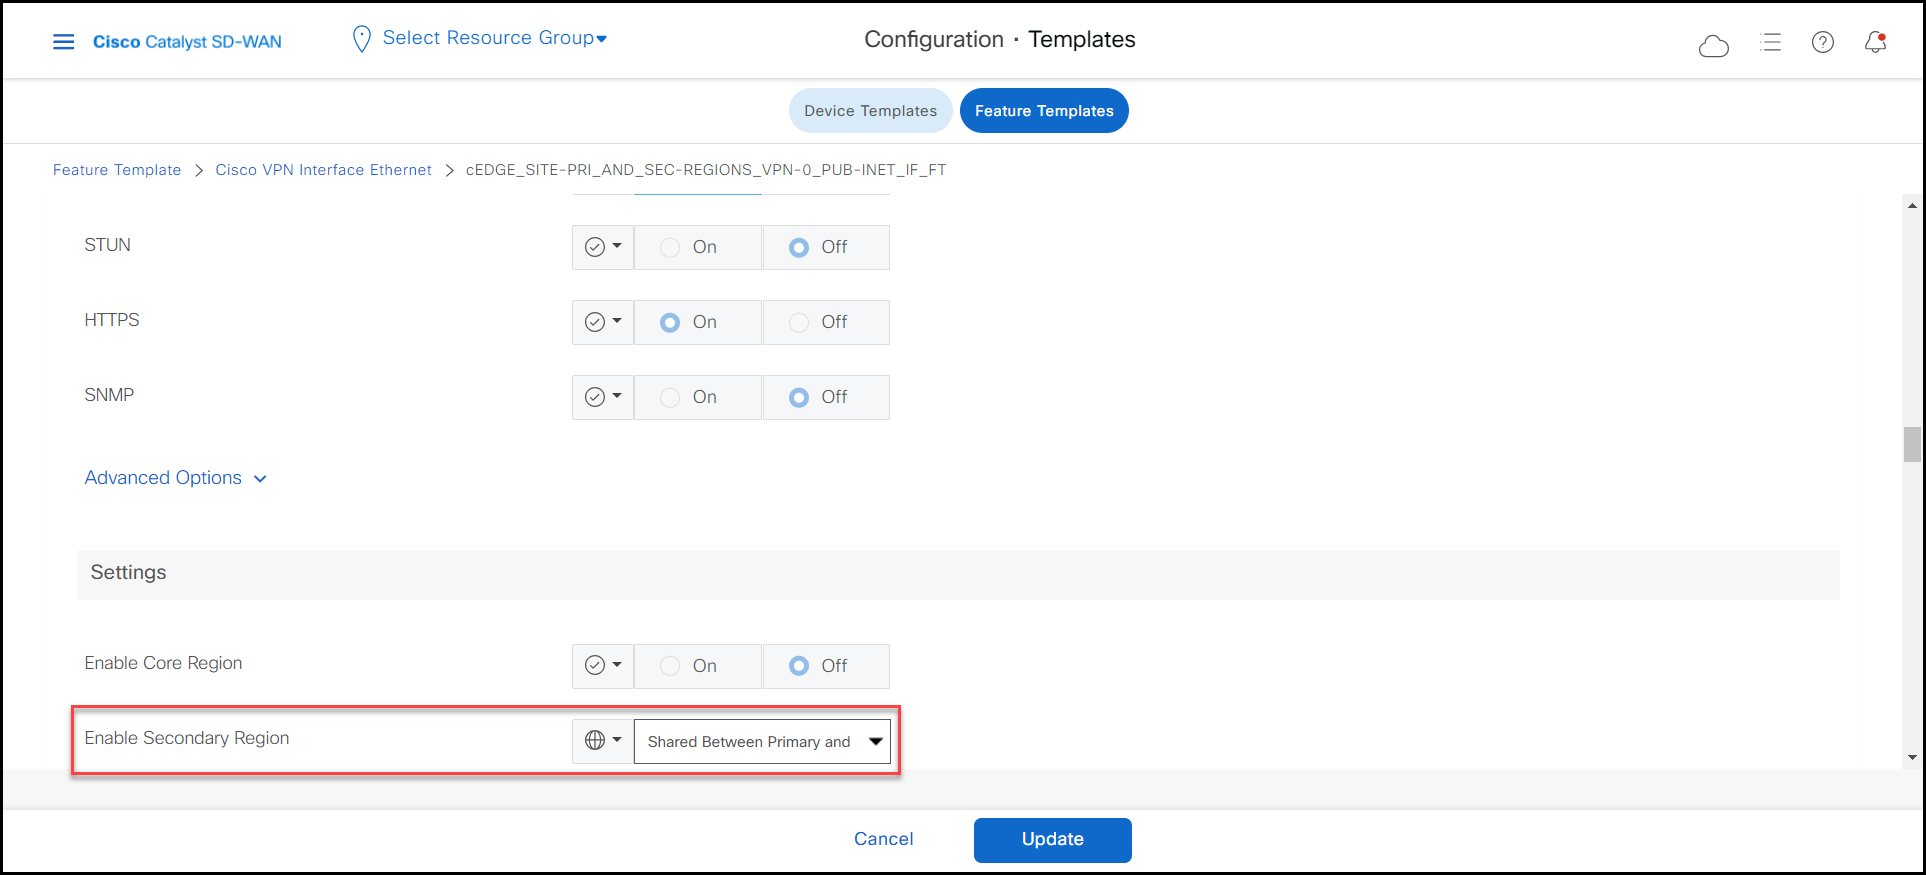 Cisco Catalyst SD-WAN
Select Resource Group
Configuration · Templates
Device Templates
Feature Templates
Feature Template > Cisco VPN Interface Ethernet > cEDGE_SITE-PRI_AND_SEC-REGIONS_VPN-0_PUB-INET_IF_FT
STUN On Off
HTTPS On Off
SNMP On Off
Advanced Options
Settings
Enable Core Region On Off
Enable Secondary Region Shared Between Primary and
Cancel Update